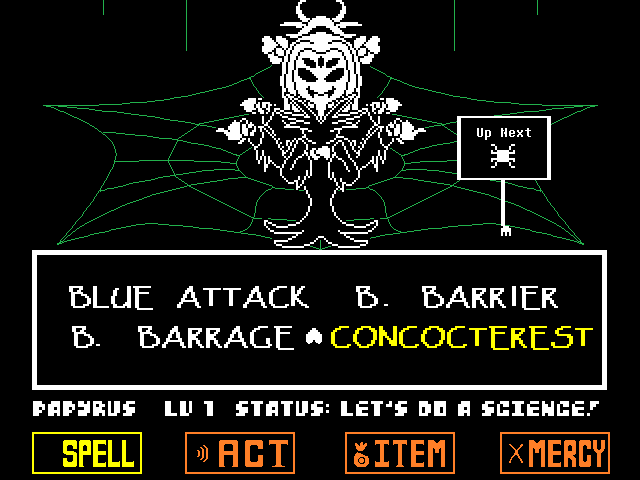 Up Next
BLUE ATTACK B. BARRIER
B. BARRAGE CONCOCTEREST
PAPYRUS LV 1 STATUS: LET'S DO A SCIENCE!
SPELL ACT ITEM MERCY